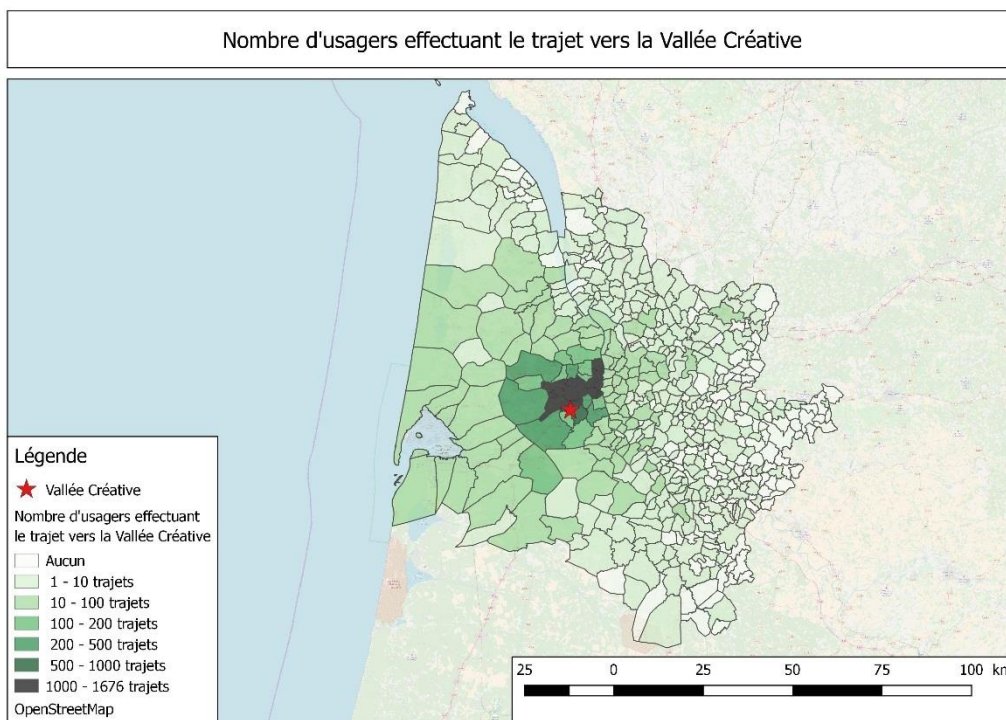 Nombre d'usagers effectuant le trajet vers la Vallée Créative
Légende
Vallée Créative
Nombre d'usagers effectuant
le trajet vers la Vallée Créative
Aucun
1 - 10 trajets
10 - 100 trajets
100 - 200 trajets
200 - 500 trajets
500 - 1000 trajets
1000 - 1676 trajets
OpenStreetMap
25 0 25 50 75 100 km